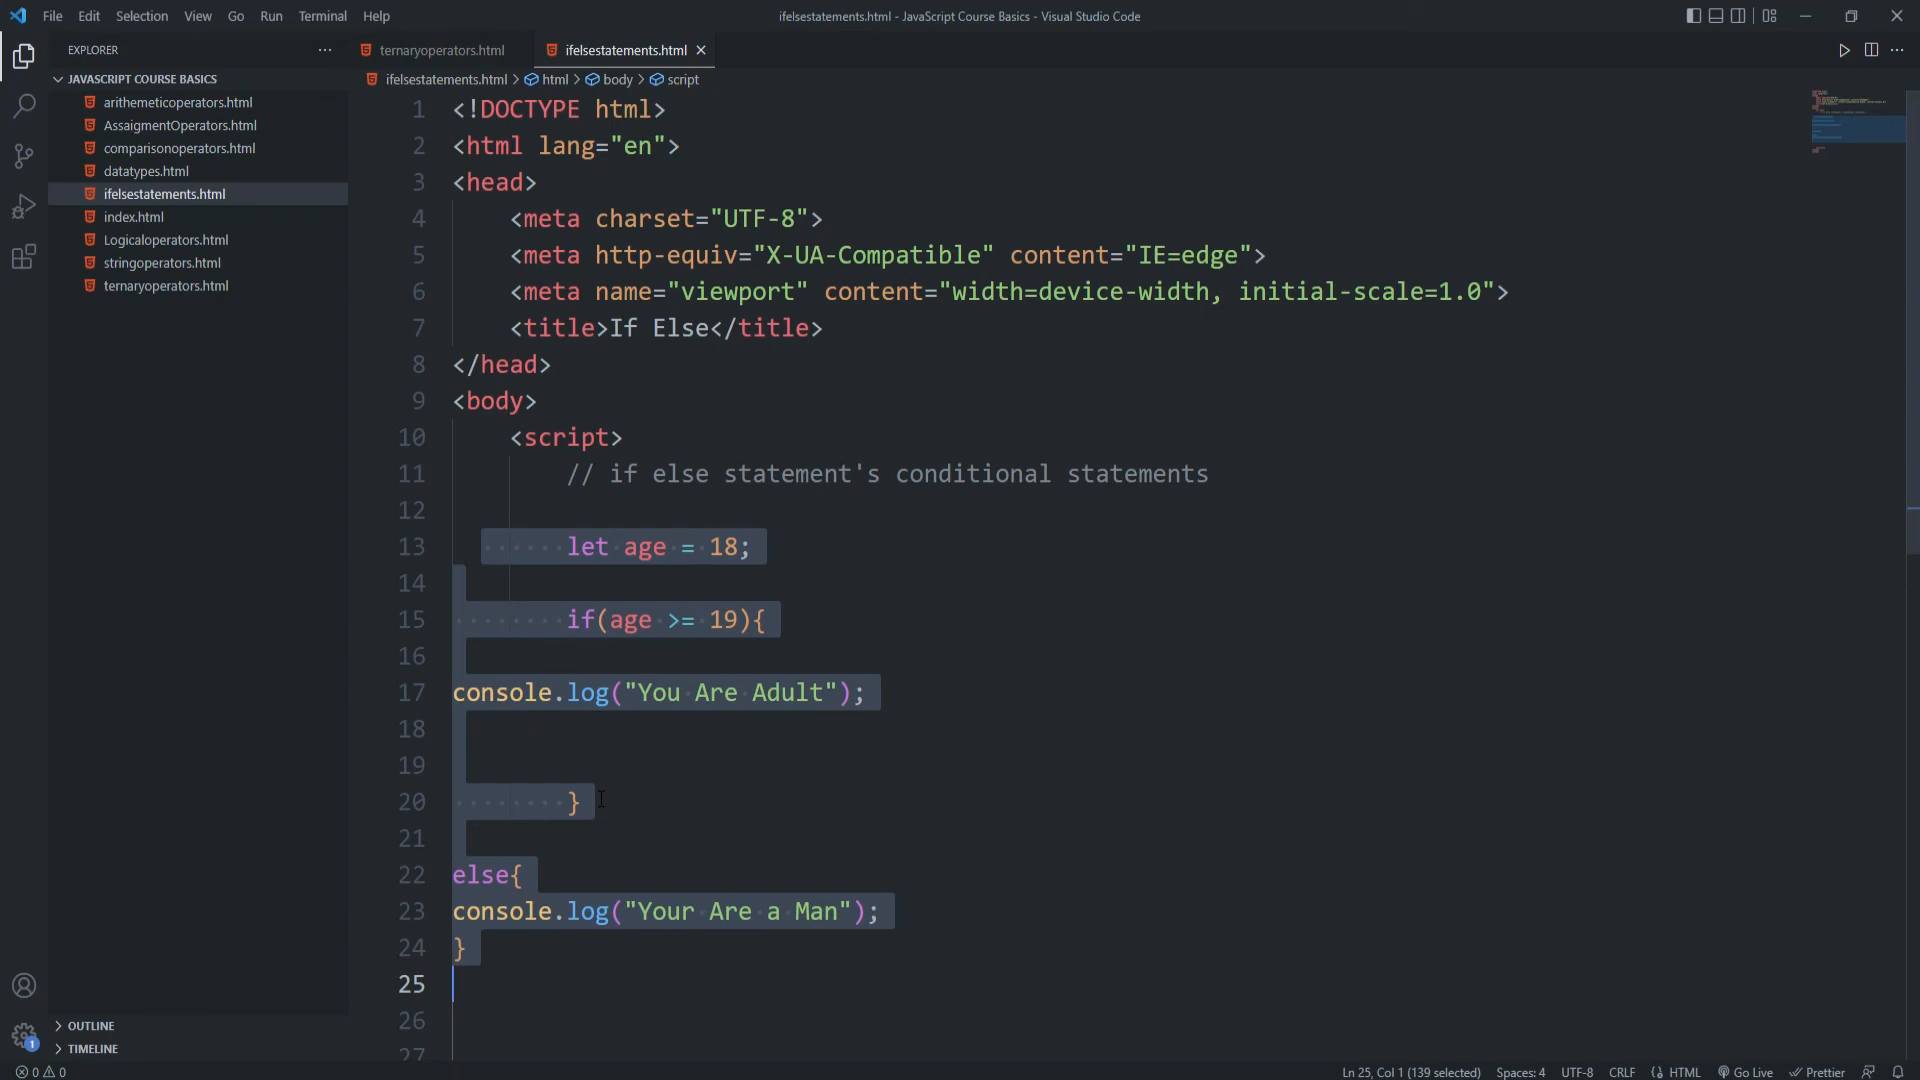 File Edit Selection View Go Run Terminal Help
ifelsestatements.html - JavaScript Course Basics - Visual Studio Code
EXPLORER
ternaryoperators.html
ifelsestatements.html
JAVASCRIPT COURSE BASICS
arithemeticoperators.html
AssaigmentOperators.html
comparisonoperators.html
datatypes.html
ifelsestatements.html
index.html
Logicaloperators.html
stringoperators.html
ternaryoperators.html
OUTLINE
TIMELINE
1
ifelsestatements.html > html > body > script
1 <!DOCTYPE html>
2 <html lang="en">
3 <head>
4 <meta charset="UTF-8">
5 <meta http-equiv="X-UA-Compatible" content="IE=edge">
6 <meta name="viewport" content="width=device-width, initial-scale=1.0">
7 <title>If Else</title>
8 </head>
9 <body>
10 <script>
11 // if else statement's conditional statements
12
13 let age = 18;
14
15 if(age >= 19){
16
17 console.log("You Are Adult");
18
19
20 }
21
22 else{
23 console.log("Your Are a Man");
24 }
25
26
27
0 0
Ln 25, Col 1 (139 selected) Spaces: 4 UTF-8 CRLF HTML Go Live Prettier